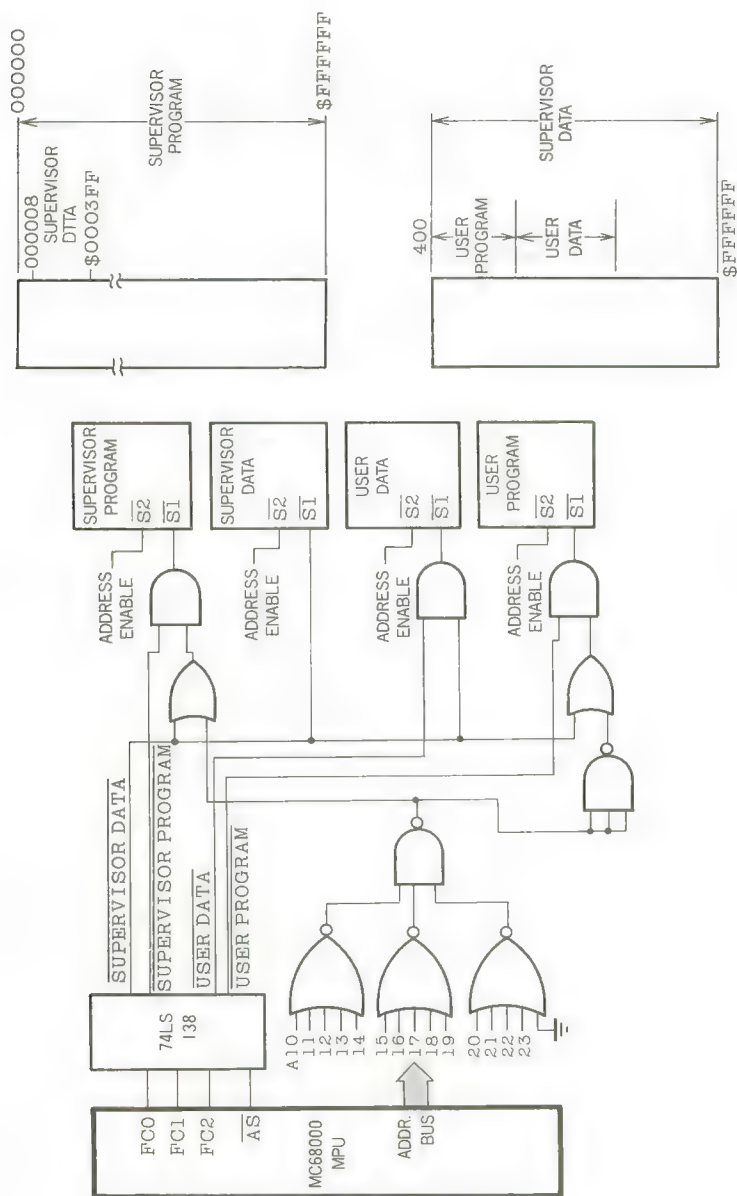 000000
000008
SUPERVISOR
DTTA
$0003FF
SUPERVISOR
PROGRAM
$FFFFFFF
400
USER
PROGRAM
USER
DATA
SUPERVISOR
DATA
$FFFFFFF
SUPERVISOR
PROGRAM
S2
S1
ADDRESS
ENABLE
SUPERVISOR
DATA
S2
S1
ADDRESS
ENABLE
USER
DATA
S2
S1
ADDRESS
ENABLE
USER
PROGRAM
S2
S1
ADDRESS
ENABLE
SUPERVISOR DATA
SUPERVISOR PROGRAM
USER DATA
USER PROGRAM
74LS
138
FC0
FC1
FC2
AS
MC68000
MPU
ADDR.
BUS
A10
11
12
13
14
15
16
17
18
19
20
21
22
23